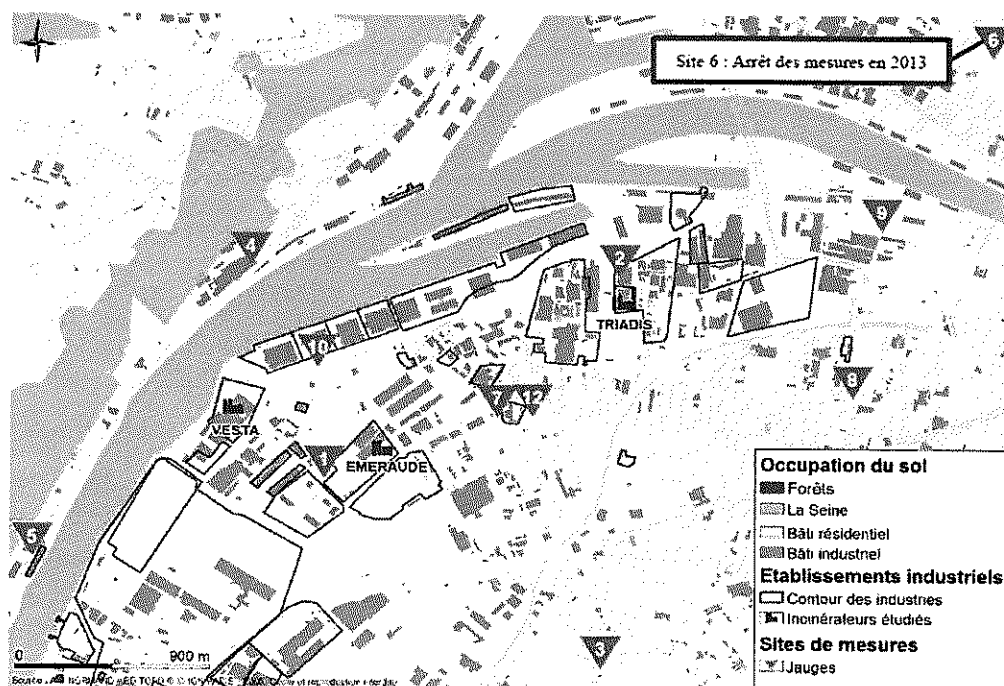 Site 6 : Arrêt des mesures en 2013
6
9
4
2
TRIADIS
10
8
7 12
VESTA
1
EMERAUDE
5
3
0 900 m
Occupation du sol
Forêts
La Seine
Bâti résidentiel
Bâti industriel
Etablissements industriels
Contour des industries
Incinérateurs étudiés
Sites de mesures
Jauges